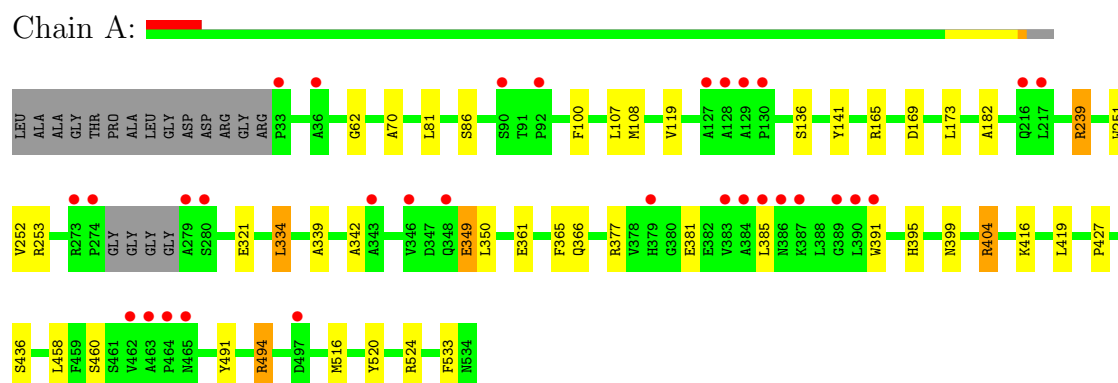 Chain A:
LEU ALA ALA GLY THR PRO ALA LEU GLY ASP ASP ARG GLY ARG P33 A36 G62 A70 L81 S86 S90 T91 P92 F100 L107 M108 V119 A127 A128 A129 P130 S136 Y141 R165 D169 L173 A182 Q216 L217 R239 W251
V252 R253 R273 P274 GLY GLY GLY GLY A279 S280 E321 L334 A339 A342 A343 V346 D347 Q348 E349 L350 E361 F365 Q366 R377 V378 H379 G380 E381 E382 V383 A384 L385 N386 K387 L388 G389 L390 W391 H395 N399 R404 K416 L419 P427
S436 L458 F459 S460 S461 V462 A463 P464 N465 Y491 R494 D497 M516 Y520 R524 F533 N534